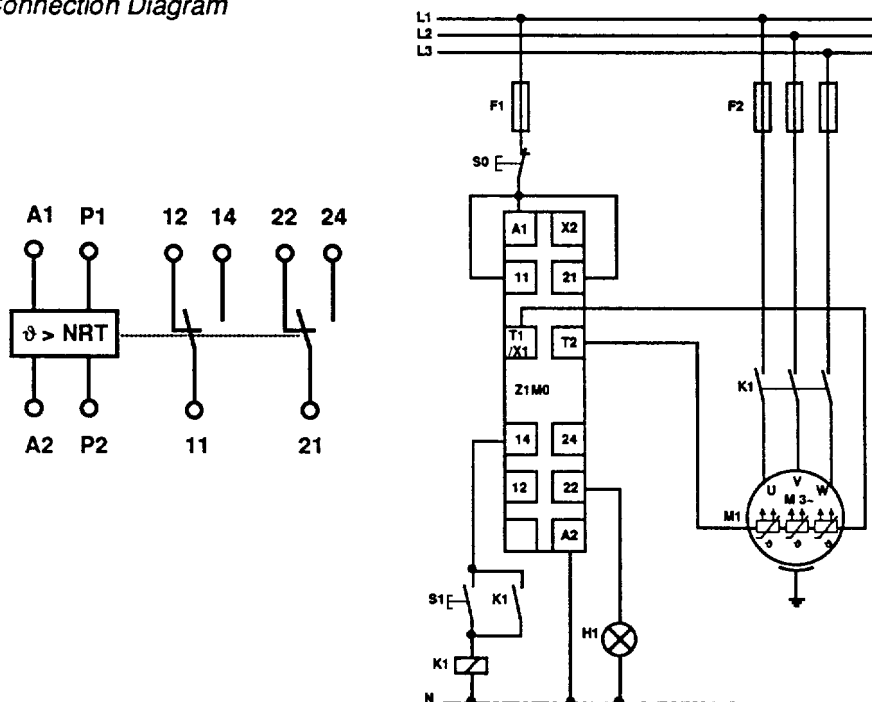 Connection Diagram
A1 P1 12 14 22 24
ϑ > NRT
A2 P2 11 21
L1
L2
L3
F1
F2
S0
A1 X2
11 21
T1 T2
/X1
Z1M0
K1
14 24
12 22
U V W
M 3~
M1
ϑ ϑ ϑ
A2
S1 K1
H1
K1
N